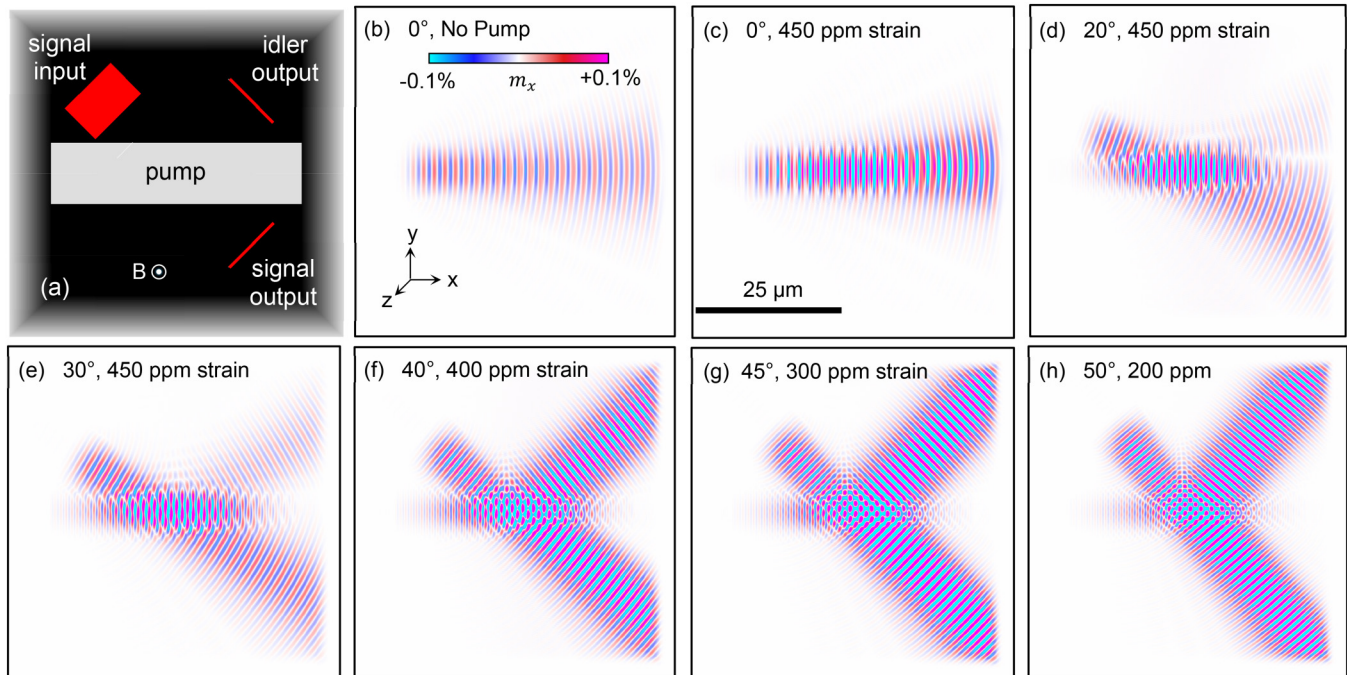 signal
input
idler
output
pump
B
(a)
signal
output
(b) 0°, No Pump
-0.1% mₓ +0.1%
y
x
z
(c) 0°, 450 ppm strain
25 μm
(d) 20°, 450 ppm strain
(e) 30°, 450 ppm strain
(f) 40°, 400 ppm strain
(g) 45°, 300 ppm strain
(h) 50°, 200 ppm